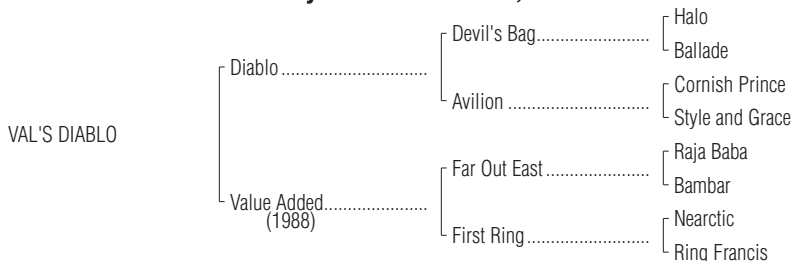 Halo
Devil's Bag....................
Ballade
Diablo ..............................
Cornish Prince
Avilion .........................
Style and Grace
VAL'S DIABLO
Raja Baba
Far Out East.................
Bambar
Value Added.....................
(1988)
Nearctic
First Ring.....................
Ring Francis